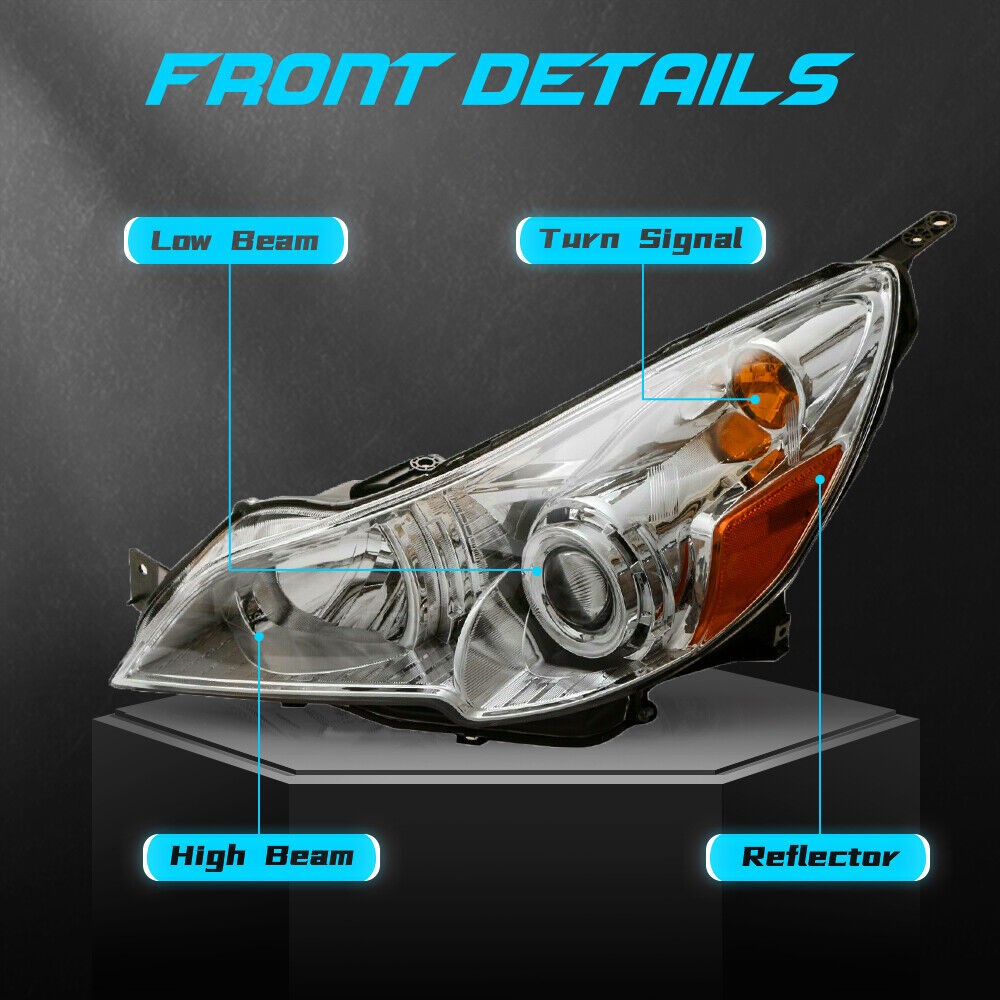 FRONT DETAILS
Low Beam
Turn Signal
High Beam
Reflector